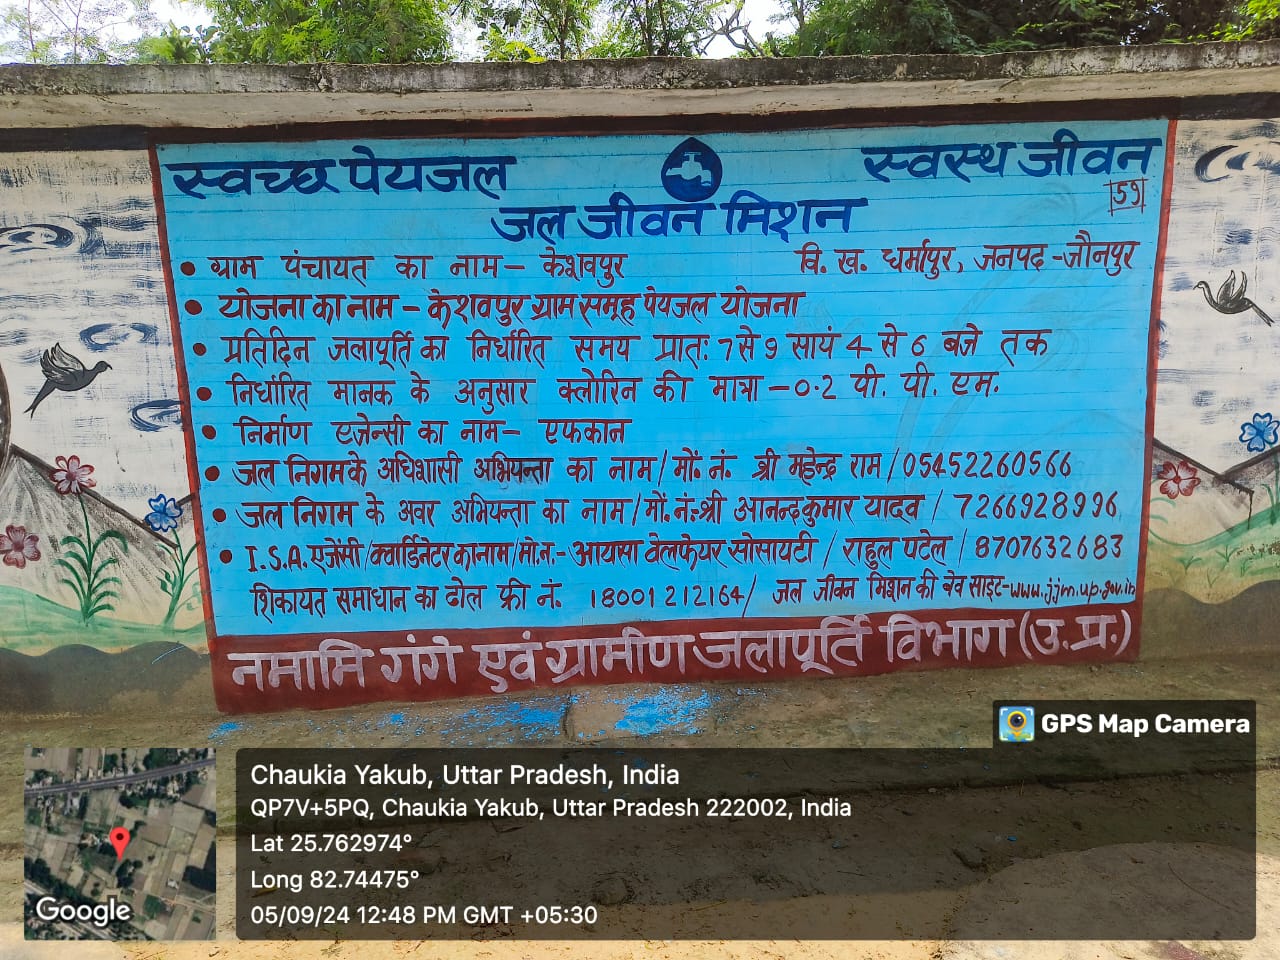 स्वच्छ पेयजल
स्वस्थ जीवन
59
जल जीवन मिशन
• ग्राम पंचायत का नाम – केशवपुर वि. ख. धर्मापुर, जनपद - जौनपुर
• योजना का नाम – केशवपुर ग्राम समूह पेयजल योजना
• प्रतिदिन जलापूर्ति का निर्धारित समय प्रात: 7 से 9 सायं 4 से 6 बजे तक
• निर्धारित मानक के अनुसार क्लोरिन की मात्रा – 0.2 पी. पी. एम.
• निर्माण एजेन्सी का नाम – एफकान
• जल निगम के अधिशासी अभियन्ता का नाम / मों. नं. श्री महेन्द्र राम / 05452260566
• जल निगम के अवर अभियन्ता का नाम / मों. नं:- श्री आनन्द कुमार यादव / 7266928996
• I.S.A. एजेंसी / क्वार्डिनेटर का नाम / मो.न.- आयसा वेलफेयर सोसायटी / राहुल पटेल / 8707632683
शिकायत समाधान का ढोल फ्री नं. 18001212164 / जल जीवन मिशन की वेव साइट - www.jjm.up.gov.in
नमामि गंगे एवं ग्रामीण जलापूर्ति विभाग (उ.प्र.)
GPS Map Camera
Chaukia Yakub, Uttar Pradesh, India
QP7V+5PQ, Chaukia Yakub, Uttar Pradesh 222002, India
Lat 25.762974°
Long 82.74475°
05/09/24 12:48 PM GMT +05:30
Google